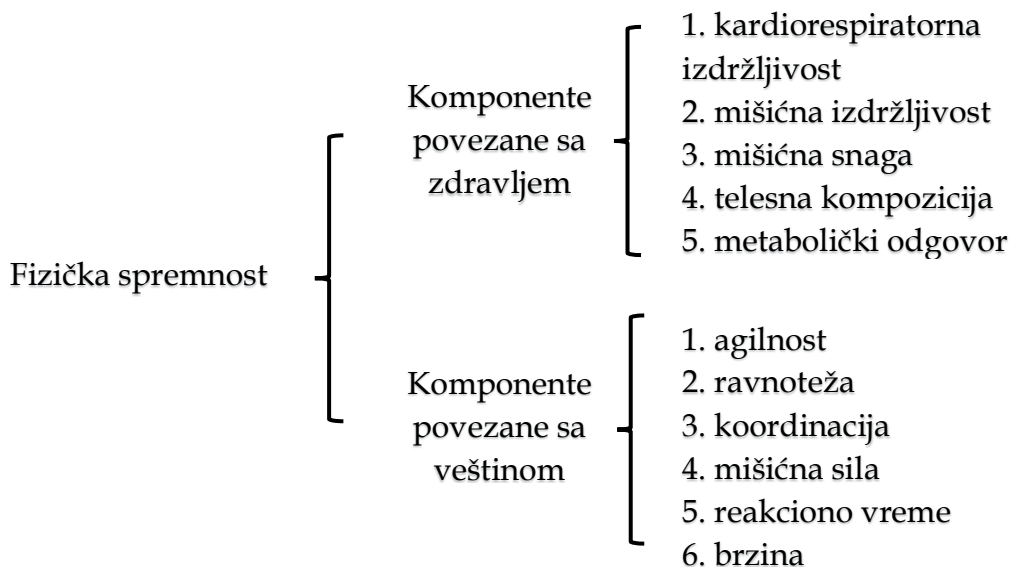 Fizička spremnost
Komponente
povezane sa
zdravljem
1. kardiorespiratorna
izdržljivost
2. mišićna izdržljivost
3. mišićna snaga
4. telesna kompozicija
5. metabolički odgovor
Komponente
povezane sa
veštinom
1. agilnost
2. ravnoteža
3. koordinacija
4. mišićna sila
5. reakciono vreme
6. brzina